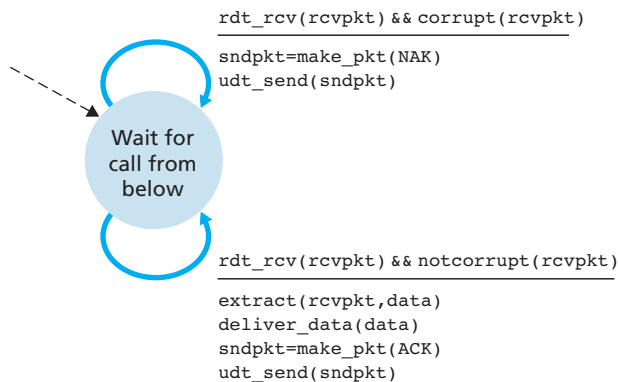 rdt_rcv(rcvpkt) && corrupt(rcvpkt)
sndpkt=make_pkt(NAK)
udt_send(sndpkt)
Wait for
call from
below
rdt_rcv(rcvpkt) && notcorrupt(rcvpkt)
extract(rcvpkt,data)
deliver_data(data)
sndpkt=make_pkt(ACK)
udt_send(sndpkt)